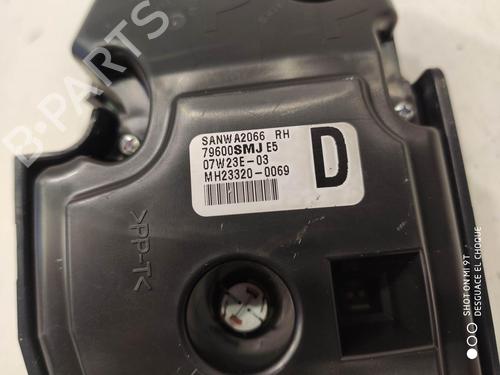 SANWA2066 RH
79600SMJ E5
07W23E-03
MH23320-0069
D
>PP-T<
B-PARTS
SHOT ON MI 9T
DESGUACE EL CHOQUE